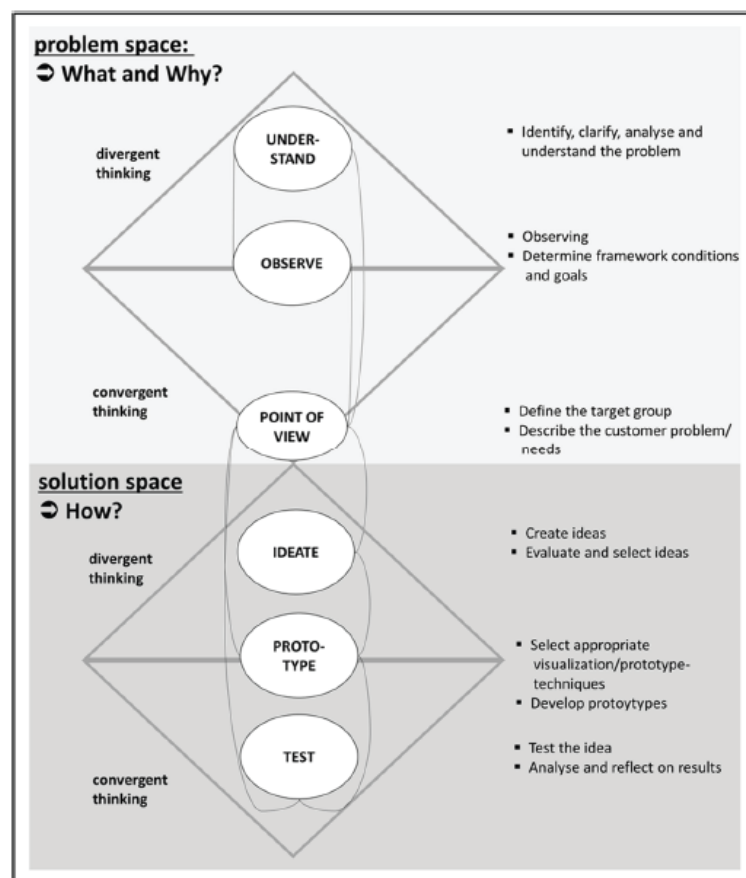 problem space:
➲ What and Why?
UNDER-
STAND
divergent
thinking
▪ Identify, clarify, analyse and
understand the problem
OBSERVE
▪ Observing
▪ Determine framework conditions
and goals
convergent
thinking
POINT OF
VIEW
▪ Define the target group
▪ Describe the customer problem/
needs
solution space
➲ How?
IDEATE
divergent
thinking
▪ Create ideas
▪ Evaluate and select ideas
PROTO-
TYPE
▪ Select appropriate
visualization/prototype-
techniques
▪ Develop protoytypes
TEST
▪ Test the idea
▪ Analyse and reflect on results
convergent
thinking